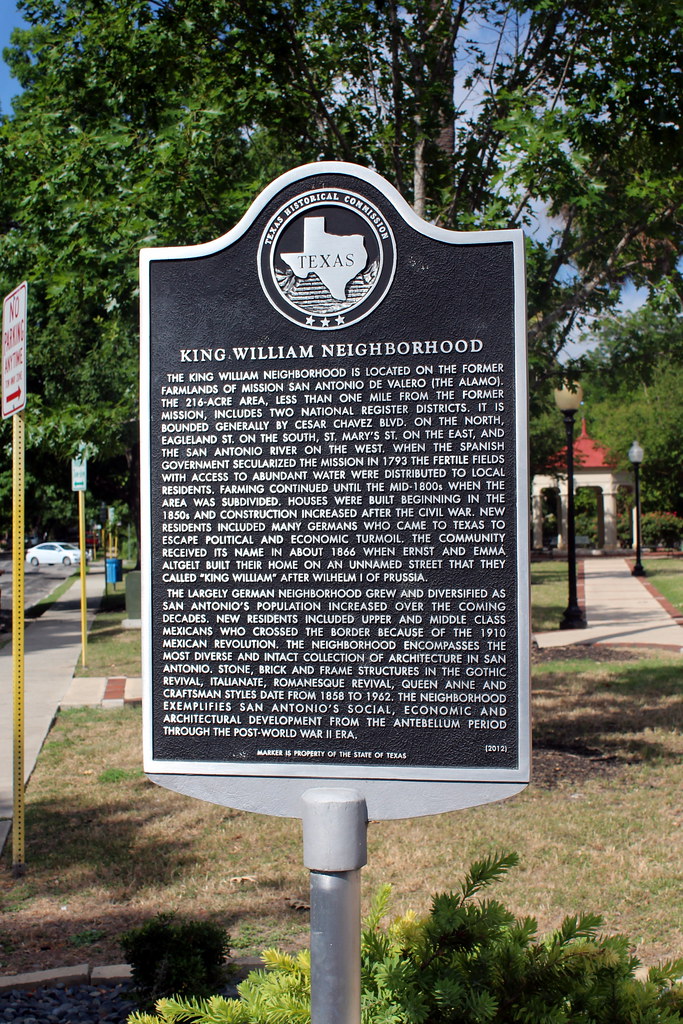 TEXAS HISTORICAL COMMISSION
TEXAS
KING WILLIAM NEIGHBORHOOD
THE KING WILLIAM NEIGHBORHOOD IS LOCATED ON THE FORMER
FARMLANDS OF MISSION SAN ANTONIO DE VALERO (THE ALAMO).
THE 216-ACRE AREA, LESS THAN ONE MILE FROM THE FORMER
MISSION, INCLUDES TWO NATIONAL REGISTER DISTRICTS. IT IS
BOUNDED GENERALLY BY CESAR CHAVEZ BLVD. ON THE NORTH,
EAGLELAND ST. ON THE SOUTH, ST. MARY'S ST. ON THE EAST, AND
THE SAN ANTONIO RIVER ON THE WEST. WHEN THE SPANISH
GOVERNMENT SECULARIZED THE MISSION IN 1793 THE FERTILE FIELDS
WITH ACCESS TO ABUNDANT WATER WERE DISTRIBUTED TO LOCAL
RESIDENTS. FARMING CONTINUED UNTIL THE MID-1800s WHEN THE
AREA WAS SUBDIVIDED. HOUSES WERE BUILT BEGINNING IN THE
1850s AND CONSTRUCTION INCREASED AFTER THE CIVIL WAR. NEW
RESIDENTS INCLUDED MANY GERMANS WHO CAME TO TEXAS TO
ESCAPE POLITICAL AND ECONOMIC TURMOIL. THE COMMUNITY
RECEIVED ITS NAME IN ABOUT 1866 WHEN ERNST AND EMMA
ALTGELT BUILT THEIR HOME ON AN UNNAMED STREET THAT THEY
CALLED "KING WILLIAM" AFTER WILHELM I OF PRUSSIA.
THE LARGELY GERMAN NEIGHBORHOOD GREW AND DIVERSIFIED AS
SAN ANTONIO'S POPULATION INCREASED OVER THE COMING
DECADES. NEW RESIDENTS INCLUDED UPPER AND MIDDLE CLASS
MEXICANS WHO CROSSED THE BORDER BECAUSE OF THE 1910
MEXICAN REVOLUTION. THE NEIGHBORHOOD ENCOMPASSES THE
MOST DIVERSE AND INTACT COLLECTION OF ARCHITECTURE IN SAN
ANTONIO. STONE, BRICK AND FRAME STRUCTURES IN THE GOTHIC
REVIVAL, ITALIANATE, ROMANESQUE REVIVAL, QUEEN ANNE AND
CRAFTSMAN STYLES DATE FROM 1858 TO 1962. THE NEIGHBORHOOD
EXEMPLIFIES SAN ANTONIO'S SOCIAL, ECONOMIC AND
ARCHITECTURAL DEVELOPMENT FROM THE ANTEBELLUM PERIOD
THROUGH THE POST-WORLD WAR II ERA.
(2012)
MARKER IS PROPERTY OF THE STATE OF TEXAS
NO
PARKING
ANYTIME